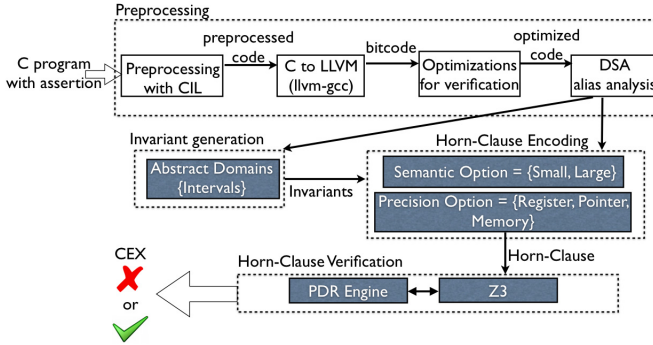 Preprocessing
C program
with assertion
Preprocessing
with CIL
preprocessed
code
C to LLVM
(llvm-gcc)
bitcode
Optimizations
for verification
optimized
code
DSA
alias analysis
Invariant generation
Abstract Domains
{Intervals}
Invariants
Horn-Clause Encoding
Semantic Option = {Small, Large}
Precision Option = {Register, Pointer,
Memory}
Horn-Clause
Horn-Clause Verification
PDR Engine
Z3
CEX
or